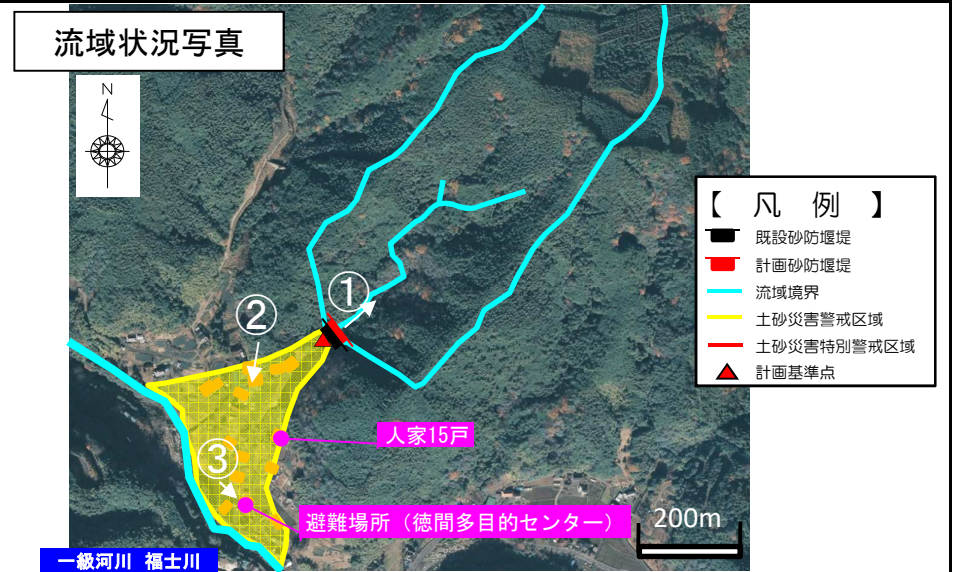 流域状況写真
N
【 凡 例 】
既設砂防堰堤
計画砂防堰堤
流域境界
土砂災害警戒区域
土砂災害特別警戒区域
計画基準点
①
②
人家15戸
③
避難場所（徳間多目的センター）
200m
一級河川 福士川